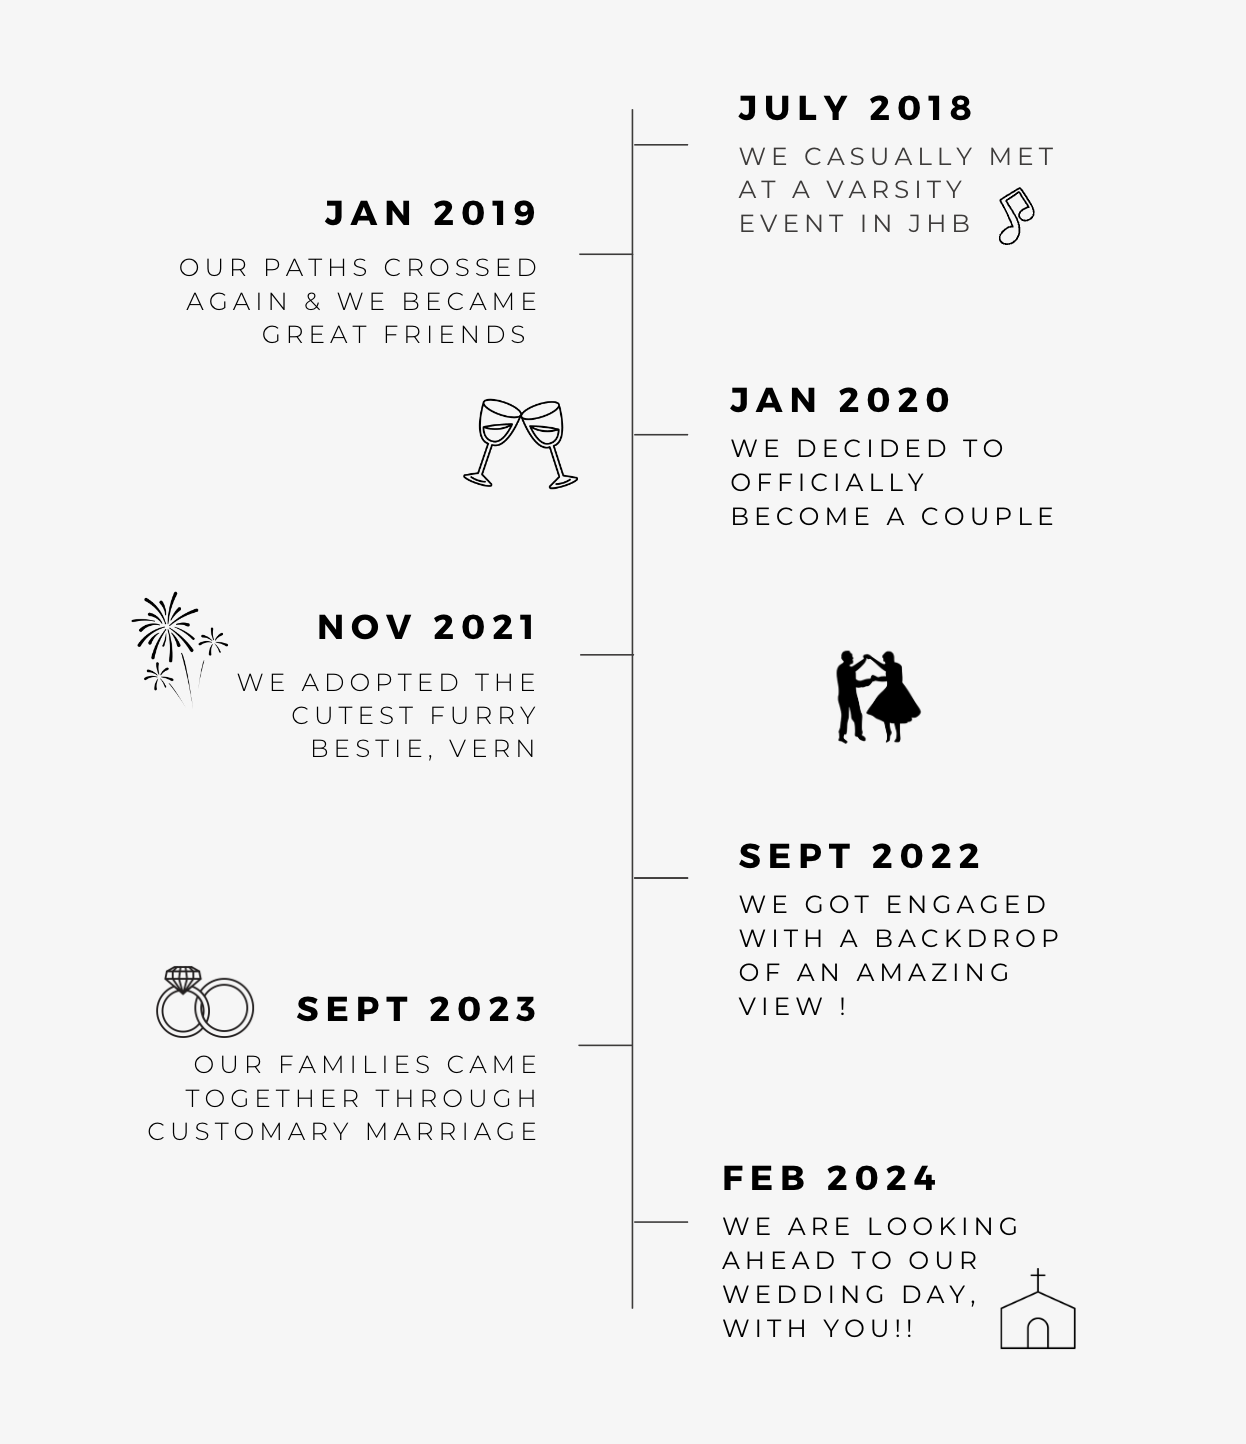 JULY 2018
WE CASUALLY MET
AT A VARSITY
EVENT IN JHB
JAN 2019
OUR PATHS CROSSED
AGAIN & WE BECAME
GREAT FRIENDS
JAN 2020
WE DECIDED TO
OFFICIALLY
BECOME A COUPLE
NOV 2021
WE ADOPTED THE
CUTEST FURRY
BESTIE, VERN
SEPT 2022
WE GOT ENGAGED
WITH A BACKDROP
OF AN AMAZING
VIEW !
SEPT 2023
OUR FAMILIES CAME
TOGETHER THROUGH
CUSTOMARY MARRIAGE
FEB 2024
WE ARE LOOKING
AHEAD TO OUR
WEDDING DAY,
WITH YOU!!